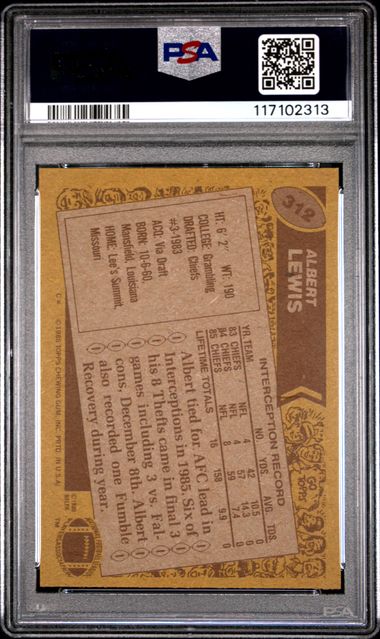 PSA
117102313
312
ALBERT
LEWIS
HT: 6' 2" WT: 190
COLLEGE: Grambling
DRAFTED: Chiefs
#3-1983
ACQ: Via Draft
BORN: 10-6-60,
Mansfield, Louisiana
HOME: Lee's Summit,
Missouri
INTERCEPTION RECORD
YR TEAM NO. YDS. AVG. TDS.
83 CHIEFS NFL 4 42 10.5
84 CHIEFS NFL 4 57 14.3
85 CHIEFS NFL 8 59 7.4
LIFETIME TOTALS 16 158 9.9
Albert tied for AFC lead in
Interceptions in 1985. Six of
his 8 Thefts came in final 3
games including 3 vs. Fal-
cons, December 8th. Albert
also recorded one Fumble
Recovery during year.
GO
TOPPS
©1986 TOPPS CHEWING GUM, INC. PRTD. IN U.S.A.
TM